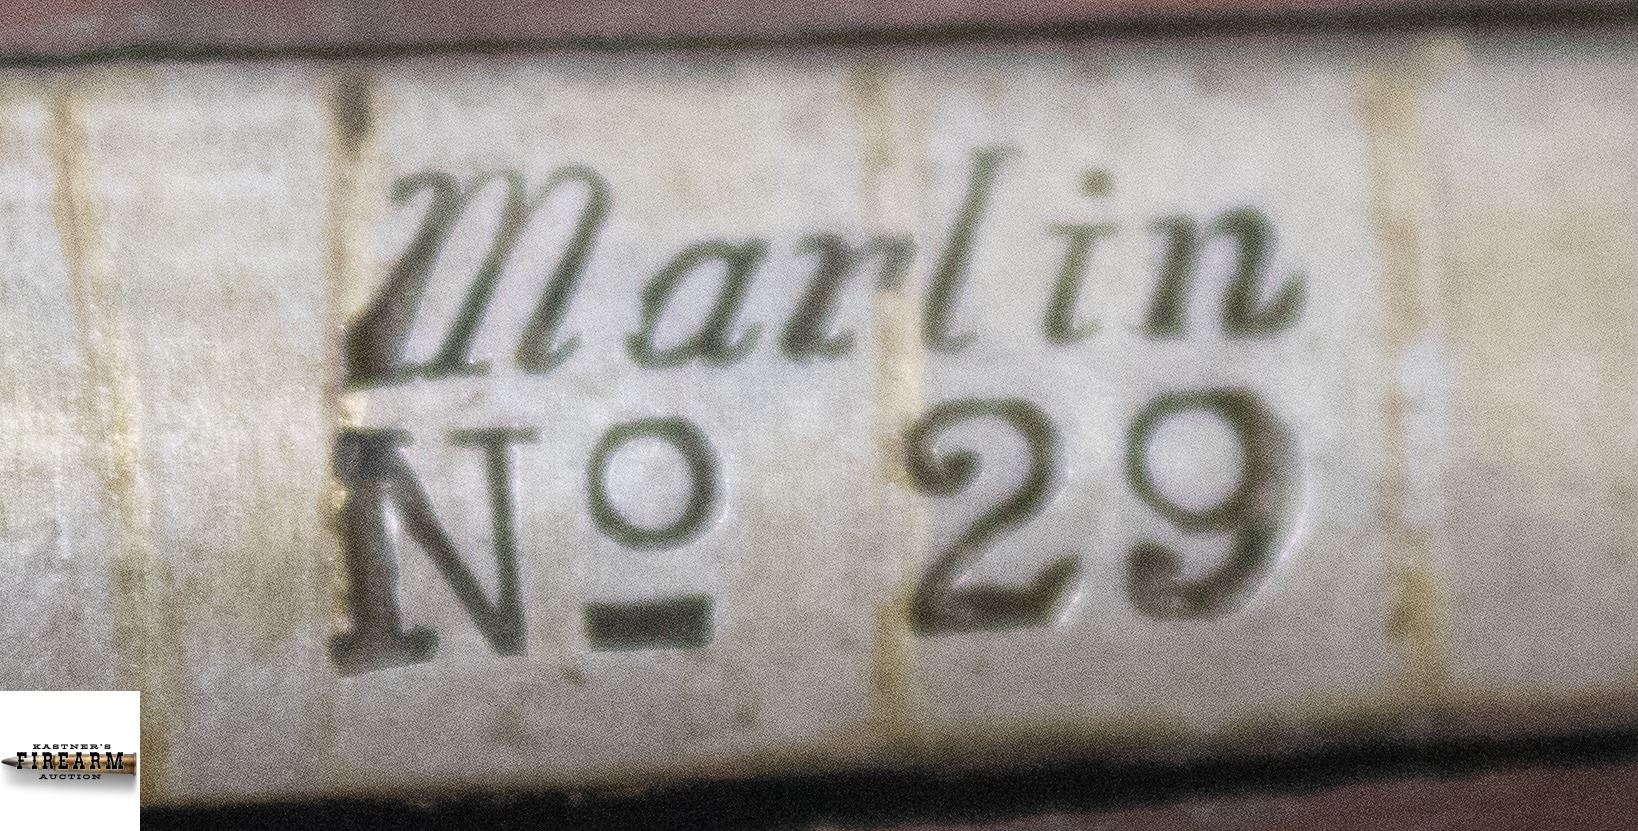 Marlin
Nº 29
KASTNER'S
FIREARM
AUCTION